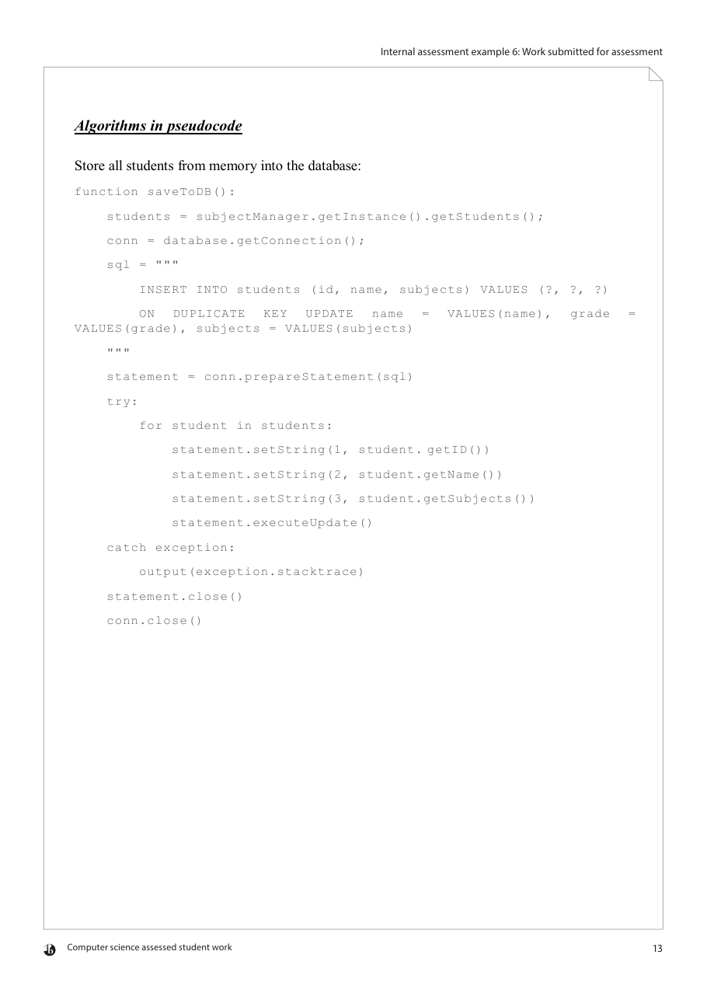 Internal assessment example 6: Work submitted for assessment
Algorithms in pseudocode
Store all students from memory into the database:
function saveToDB():
students = subjectManager.getInstance().getStudents();
conn = database.getConnection();
sql = """
INSERT INTO students (id, name, subjects) VALUES (?, ?, ?)
ON DUPLICATE KEY UPDATE name = VALUES(name), grade =
VALUES(grade), subjects = VALUES(subjects)
"""
statement = conn.prepareStatement(sql)
try:
for student in students:
statement.setString(1, student. getID())
statement.setString(2, student.getName())
statement.setString(3, student.getSubjects())
statement.executeUpdate()
catch exception:
output(exception.stacktrace)
statement.close()
conn.close()
Computer science assessed student work
13